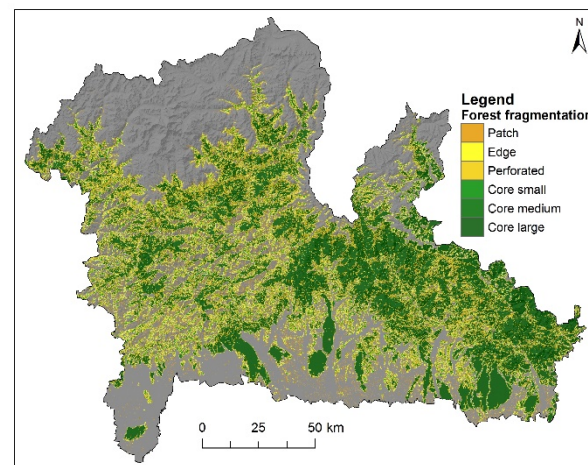 N
Legend
Forest fragmentation
Patch
Edge
Perforated
Core small
Core medium
Core large
0 25 50 km